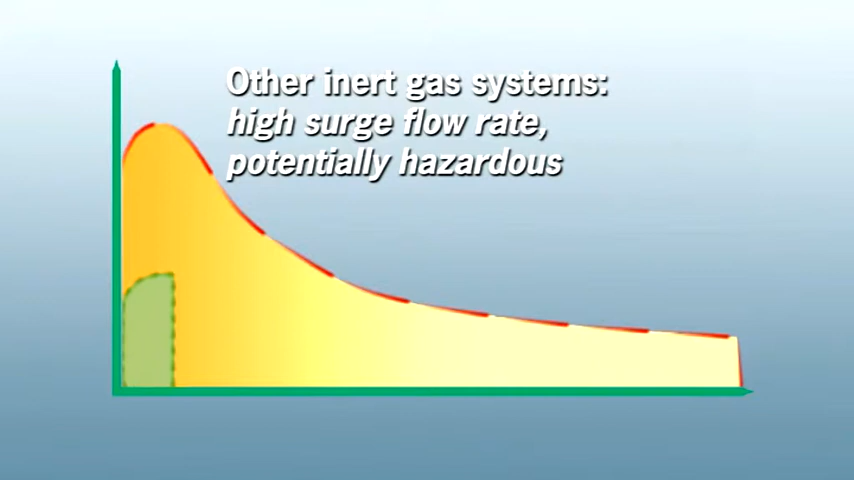 Other inert gas systems:
high surge flow rate,
potentially hazardous